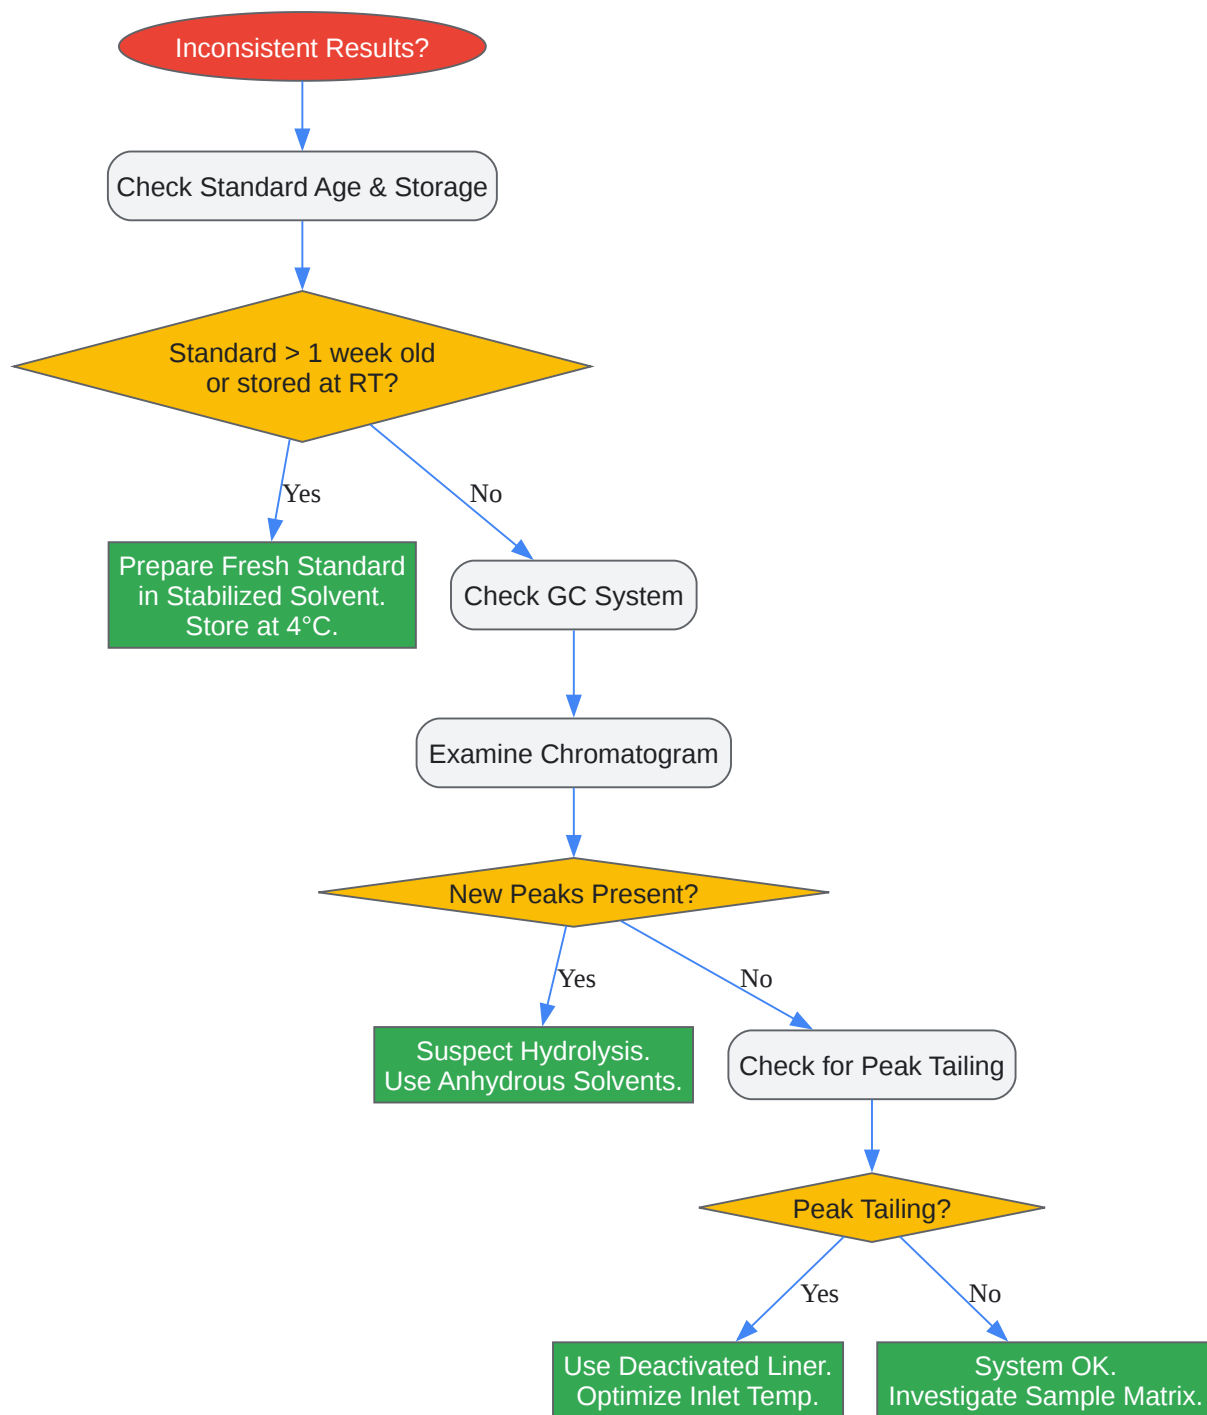 Inconsistent Results?
Check Standard Age & Storage
Standard > 1 week old
or stored at RT?
Yes
No
Prepare Fresh Standard
in Stabilized Solvent.
Store at 4°C.
Check GC System
Examine Chromatogram
New Peaks Present?
Yes
No
Suspect Hydrolysis.
Use Anhydrous Solvents.
Check for Peak Tailing
Peak Tailing?
Yes
No
Use Deactivated Liner.
Optimize Inlet Temp.
System OK.
Investigate Sample Matrix.